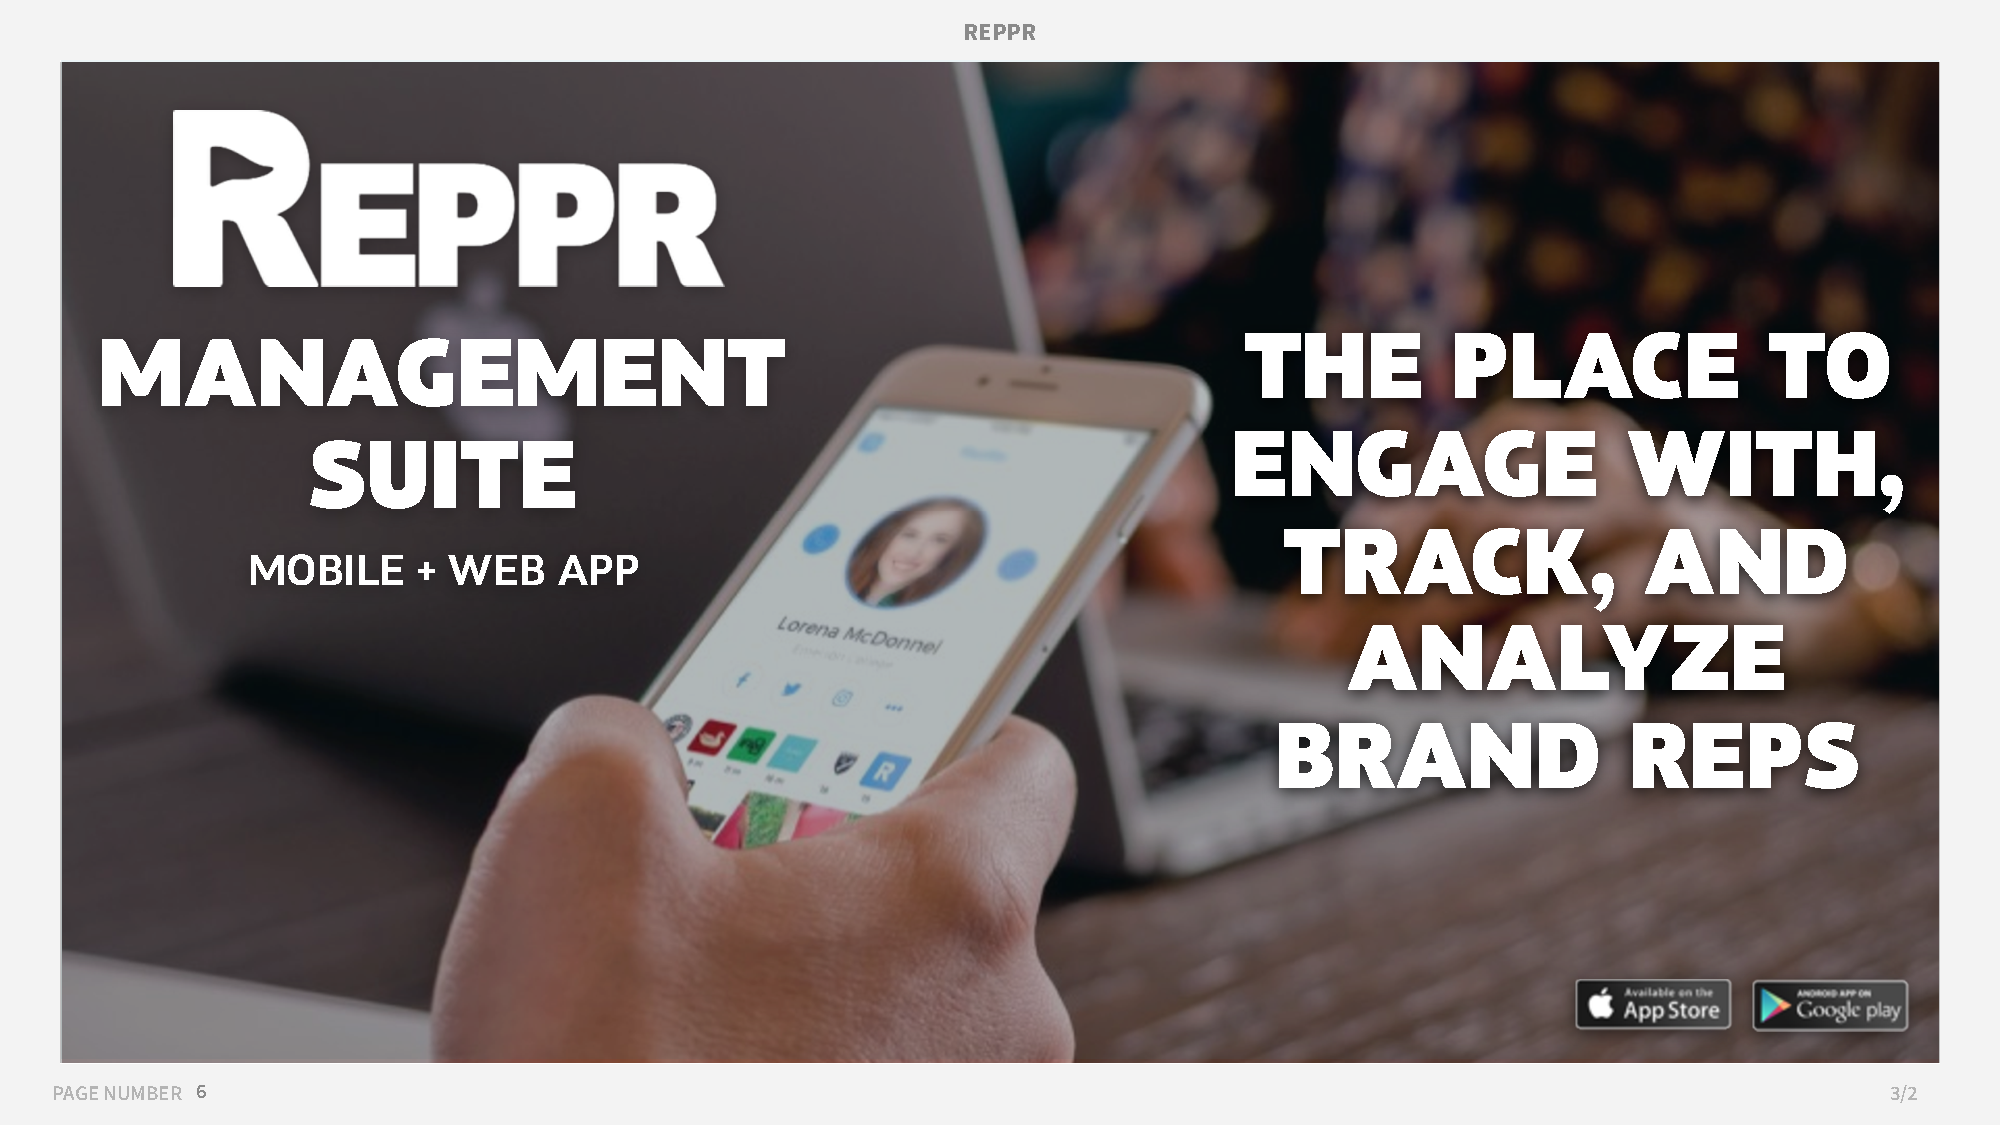 REPPR
REPPR
MANAGEMENT
SUITE
MOBILE + WEB APP
THE PLACE TO
ENGAGE WITH,
TRACK, AND
ANALYZE
BRAND REPS
Lorena McDonnel
R
Available on the
App Store
ANDROID APP ON
Google play
PAGE NUMBER 6
3/2